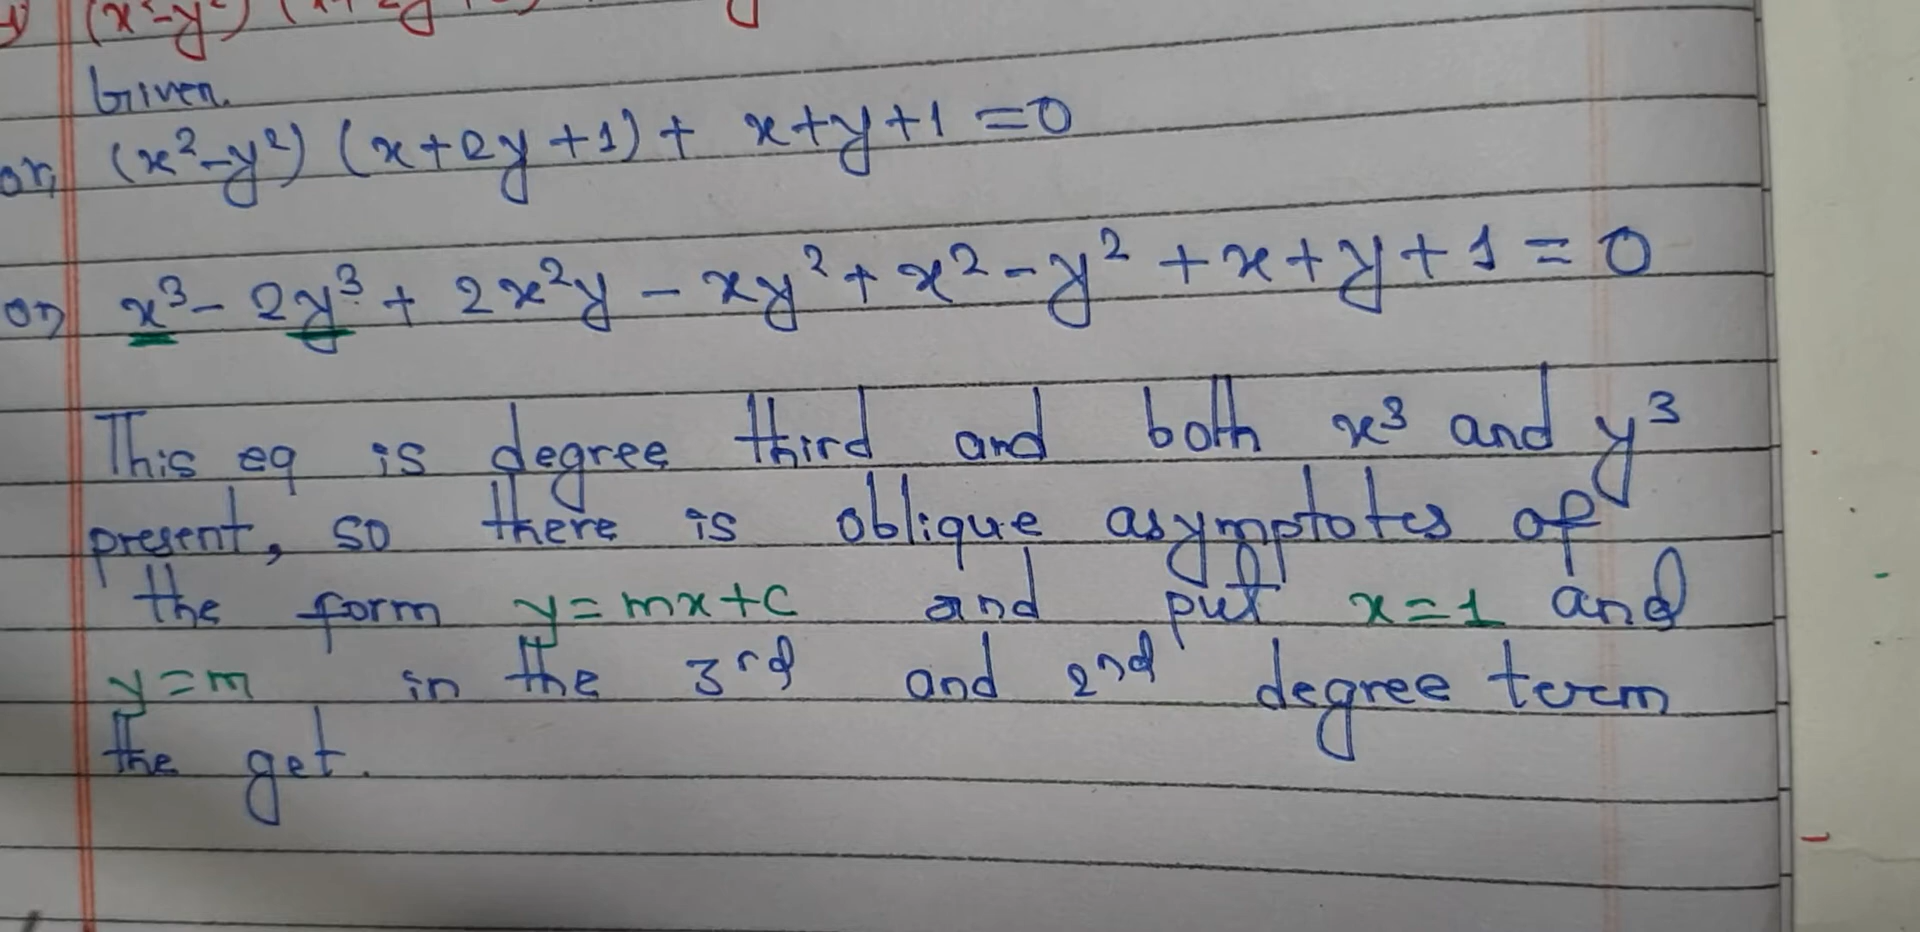 Given.
or, (x²-y²) (x+2y+1) + x+y+1 =0
or, x³- 2y³ + 2x²y - xy² + x² - y² + x + y + 1 = 0
This eq is degree third and both x³ and y³
present, so there is oblique asymptotes of
the form y=mx+c and put x=1 and
y=m in the 3rd and 2nd degree term
the get.